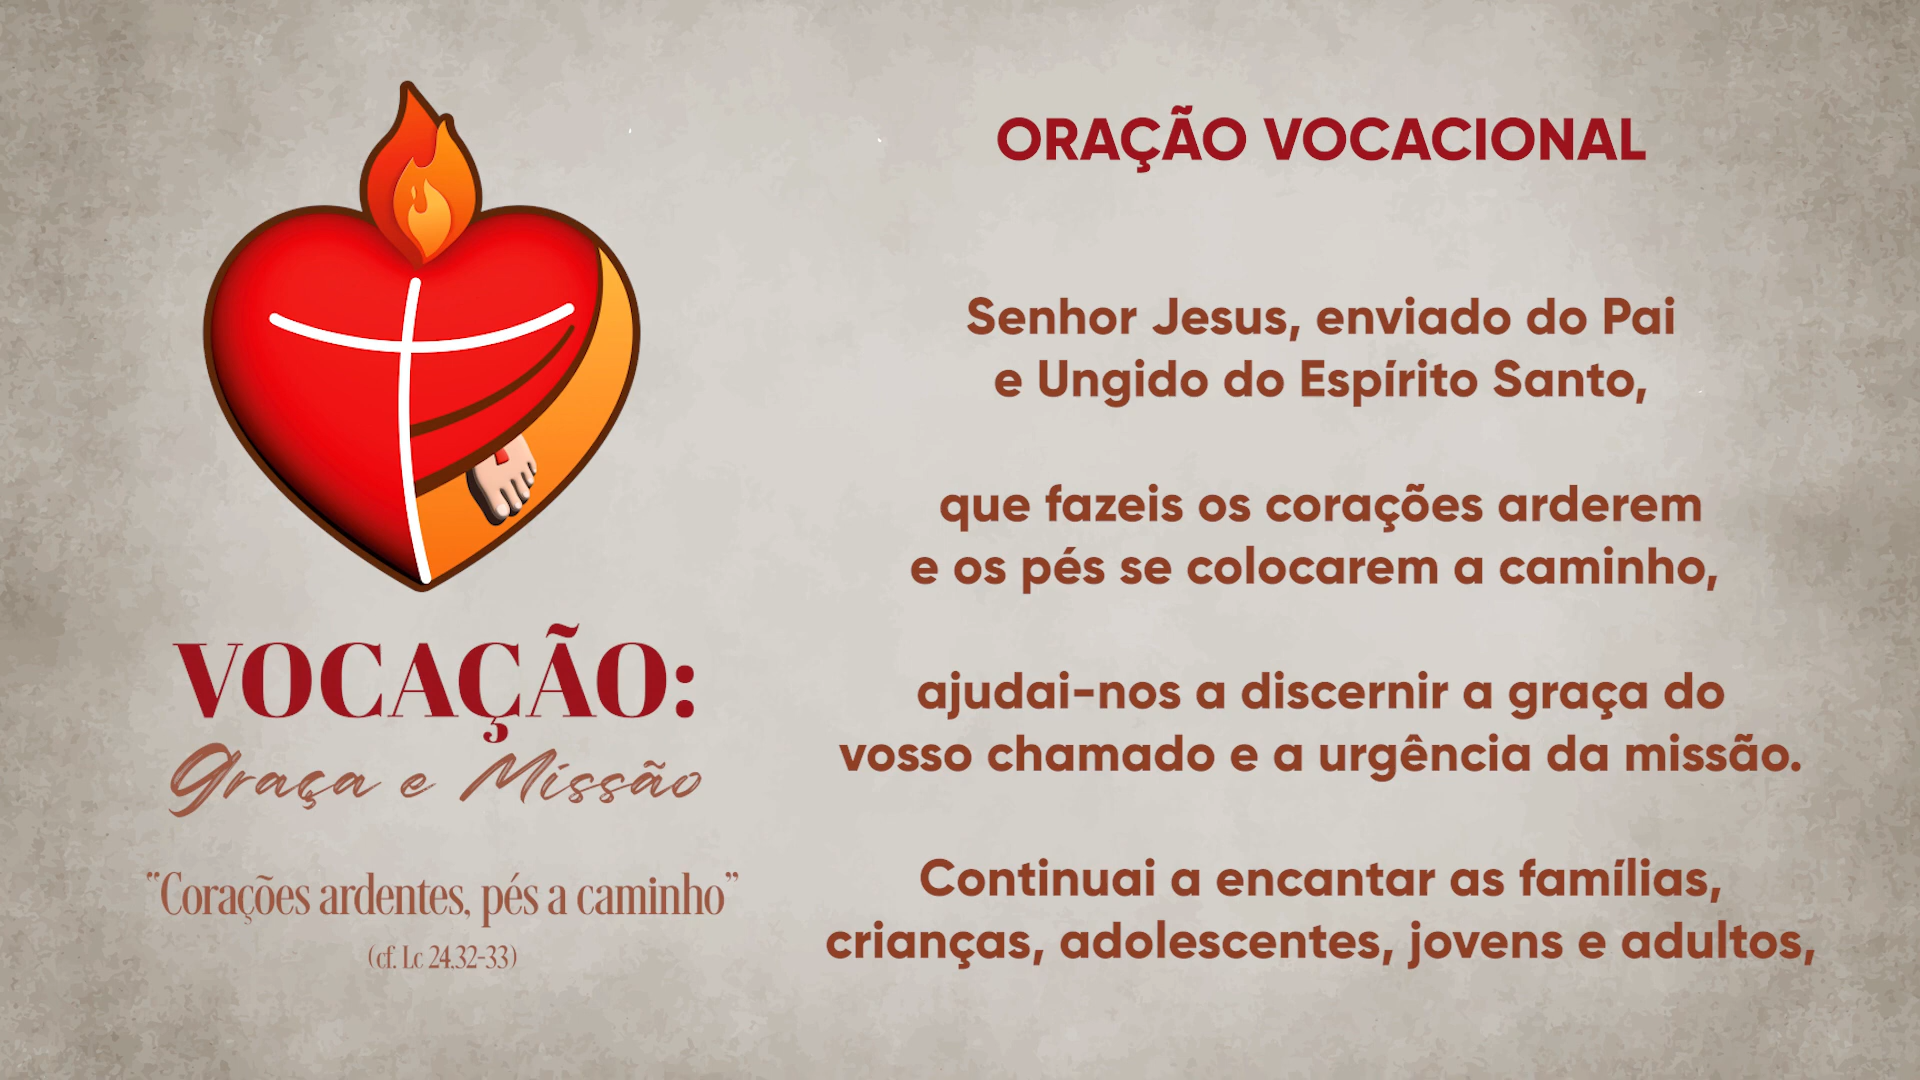 VOCAÇÃO:
Graça e Missão
“Corações ardentes, pés a caminho”
(cf. Lc 24,32-33)
ORAÇÃO VOCACIONAL
Senhor Jesus, enviado do Pai
e Ungido do Espírito Santo,
que fazeis os corações arderem
e os pés se colocarem a caminho,
ajudai-nos a discernir a graça do
vosso chamado e a urgência da missão.
Continuai a encantar as famílias,
crianças, adolescentes, jovens e adultos,